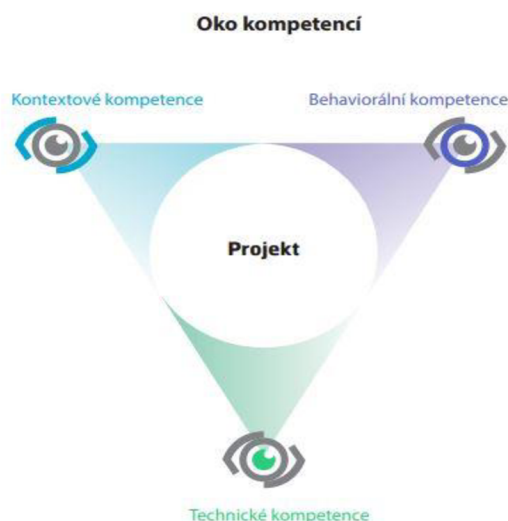 Oko kompetencí
Kontextové kompetence
Behaviorální kompetence
Projekt
Technické kompetence